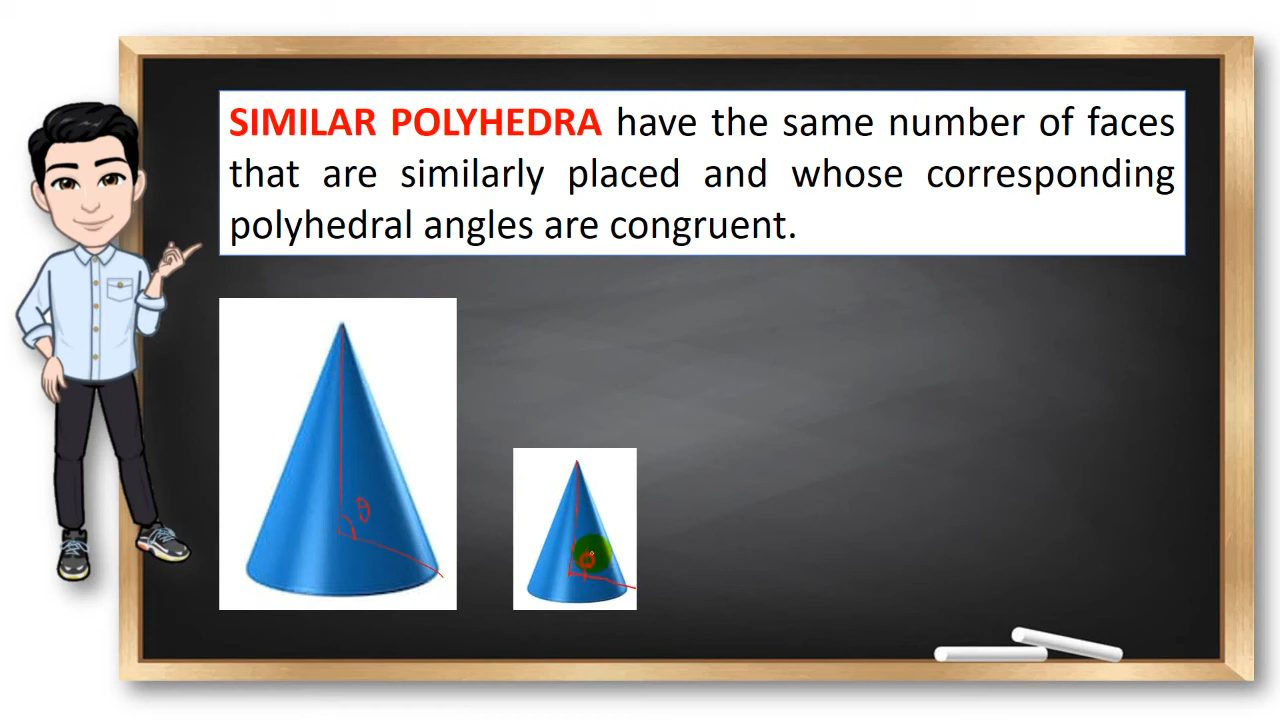 SIMILAR POLYHEDRA have the same number of faces
that are similarly placed and whose corresponding
polyhedral angles are congruent.
θ
θ